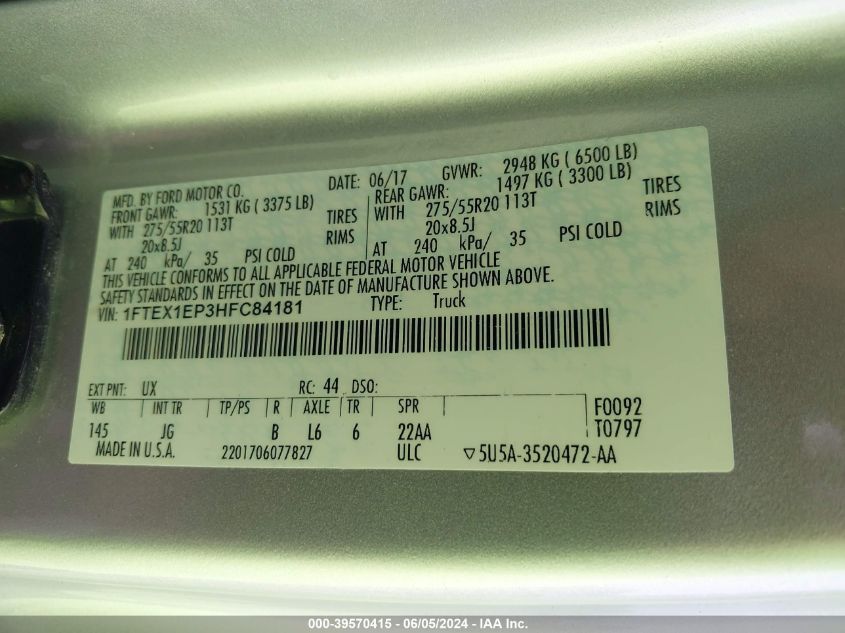 MFD. BY FORD MOTOR CO. DATE: 06/17 GVWR: 2948 KG ( 6500 LB)
FRONT GAWR: 1531 KG ( 3375 LB) REAR GAWR: 1497 KG ( 3300 LB)
WITH 275/55R20 113T TIRES WITH 275/55R20 113T TIRES
20x8.5J RIMS 20x8.5J RIMS
AT 240 kPa/ 35 PSI COLD AT 240 kPa/ 35 PSI COLD
THIS VEHICLE CONFORMS TO ALL APPLICABLE FEDERAL MOTOR VEHICLE
SAFETY STANDARDS IN EFFECT ON THE DATE OF MANUFACTURE SHOWN ABOVE.
VIN: 1FTEX1EP3HFC84181 TYPE: Truck
EXT PNT: UX RC: 44 DSO:
WB INT TR TP/PS R AXLE TR SPR F0092
145 JG B L6 6 22AA T0797
MADE IN U.S.A. 2201706077827 ULC ▽5U5A-3520472-AA
000-39570415 - 06/05/2024 - IAA Inc.